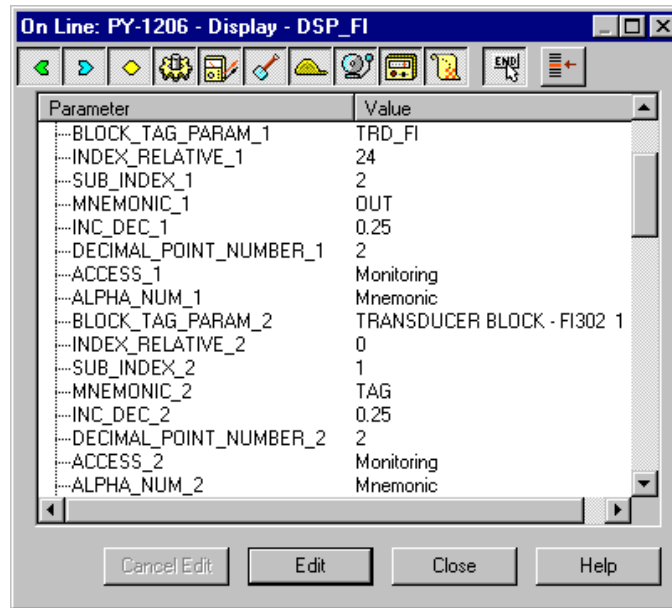 On Line: PY-1206 - Display - DSP_FI
END
Parameter Value
BLOCK_TAG_PARAM_1 TRD_FI
INDEX_RELATIVE_1 24
SUB_INDEX_1 2
MNEMONIC_1 OUT
INC_DEC_1 0.25
DECIMAL_POINT_NUMBER_1 2
ACCESS_1 Monitoring
ALPHA_NUM_1 Mnemonic
BLOCK_TAG_PARAM_2 TRANSDUCER BLOCK - FI302 1
INDEX_RELATIVE_2 0
SUB_INDEX_2 1
MNEMONIC_2 TAG
INC_DEC_2 0.25
DECIMAL_POINT_NUMBER_2 2
ACCESS_2 Monitoring
ALPHA_NUM_2 Mnemonic
Cancel Edit Edit Close Help